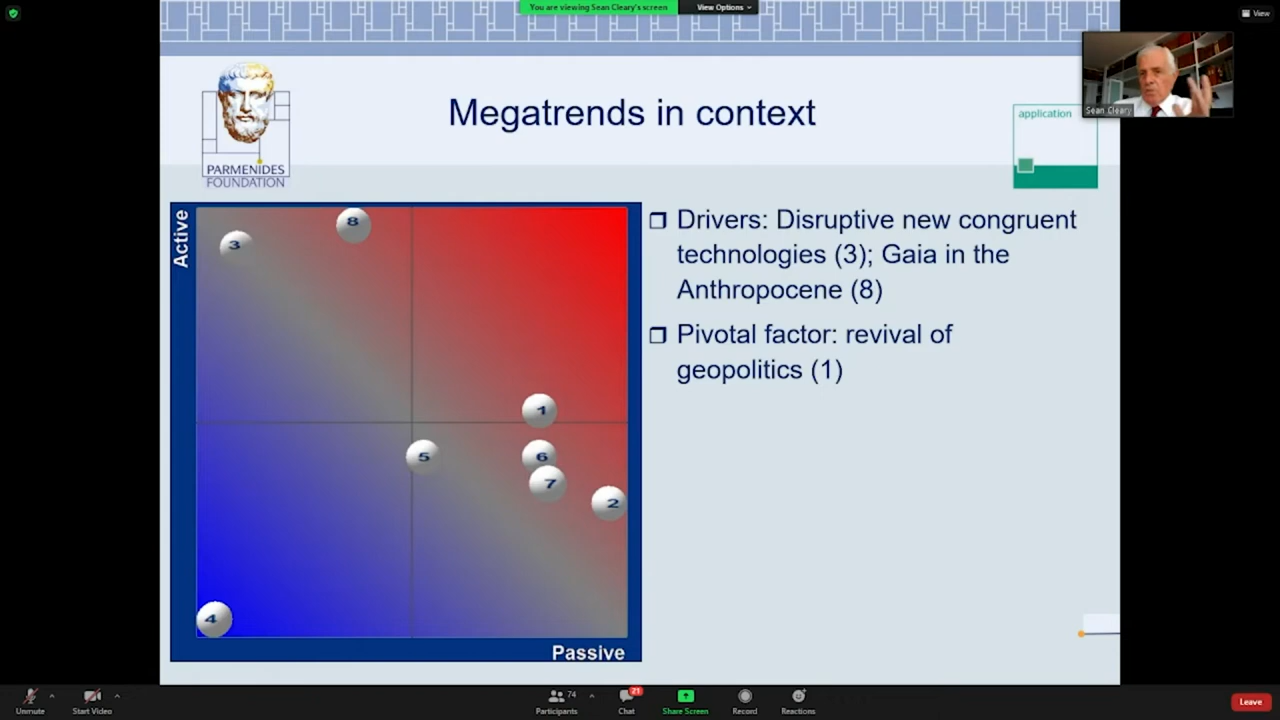 You are viewing Sean Cleary's screen
View Options
View
Megatrends in context
PARMENIDES
FOUNDATION
application
Sean Cleary
Active
3
8
1
5
6
7
2
4
Passive
Drivers: Disruptive new congruent
technologies (3); Gaia in the
Anthropocene (8)
Pivotal factor: revival of
geopolitics (1)
Unmute
Start Video
74
Participants
21
Chat
Share Screen
Record
Reactions
Leave